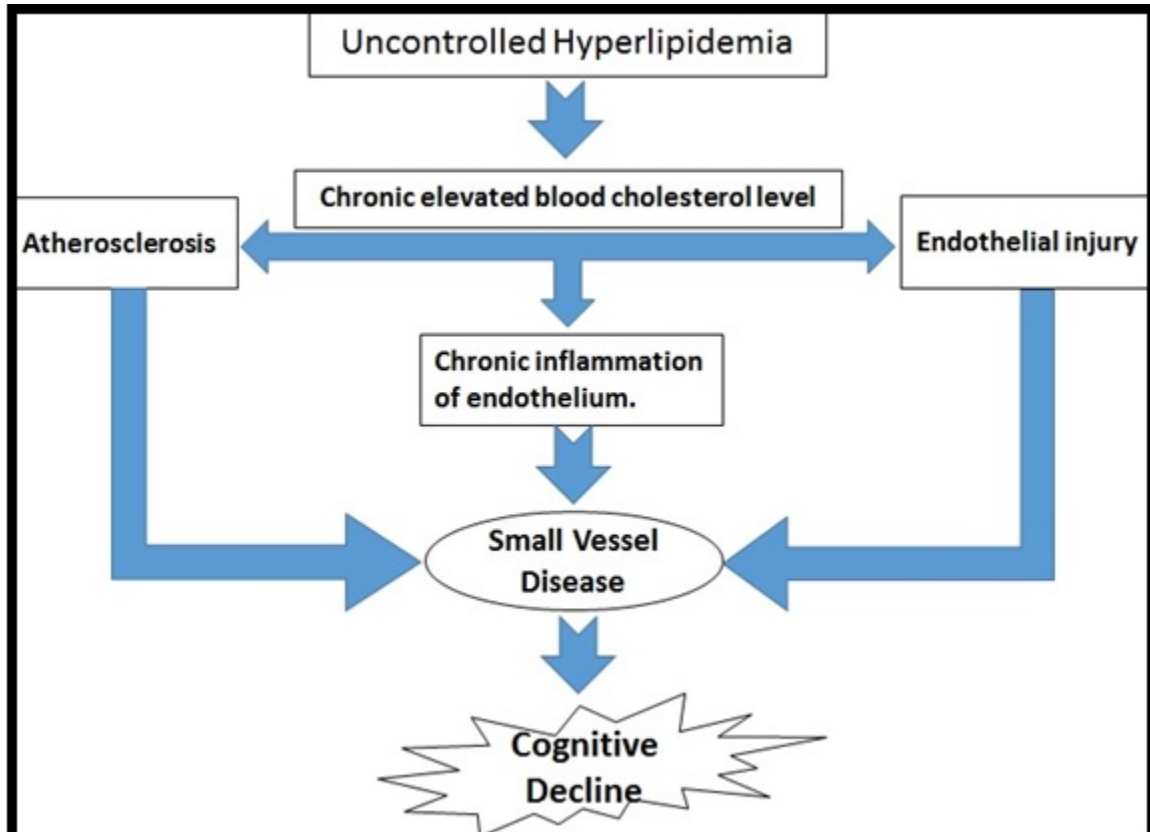 Uncontrolled Hyperlipidemia
Chronic elevated blood cholesterol level
Atherosclerosis
Endothelial injury
Chronic inflammation
of endothelium.
Small Vessel
Disease
Cognitive
Decline